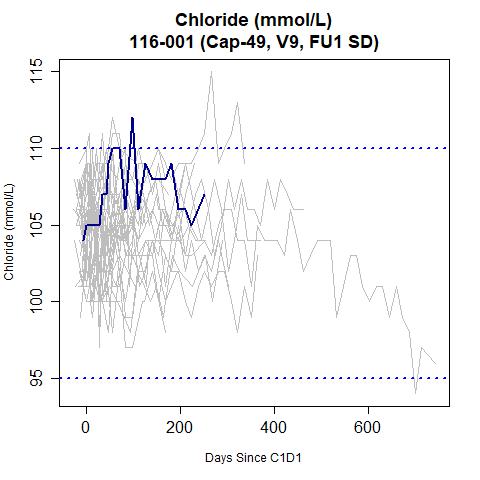 Chloride (mmol/L)
116-001 (Cap-49, V9, FU1 SD)
Chloride (mmol/L)
115
110
105
100
95
0
200
400
600
Days Since C1D1